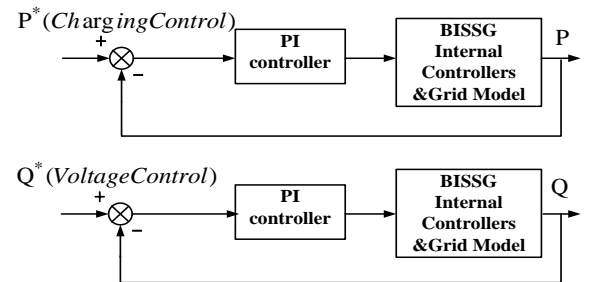 P*(ChargingControl)
+
−
PI
controller
BISSG
Internal
Controllers
&Grid Model
P
Q*(VoltageControl)
+
−
PI
controller
BISSG
Internal
Controllers
&Grid Model
Q